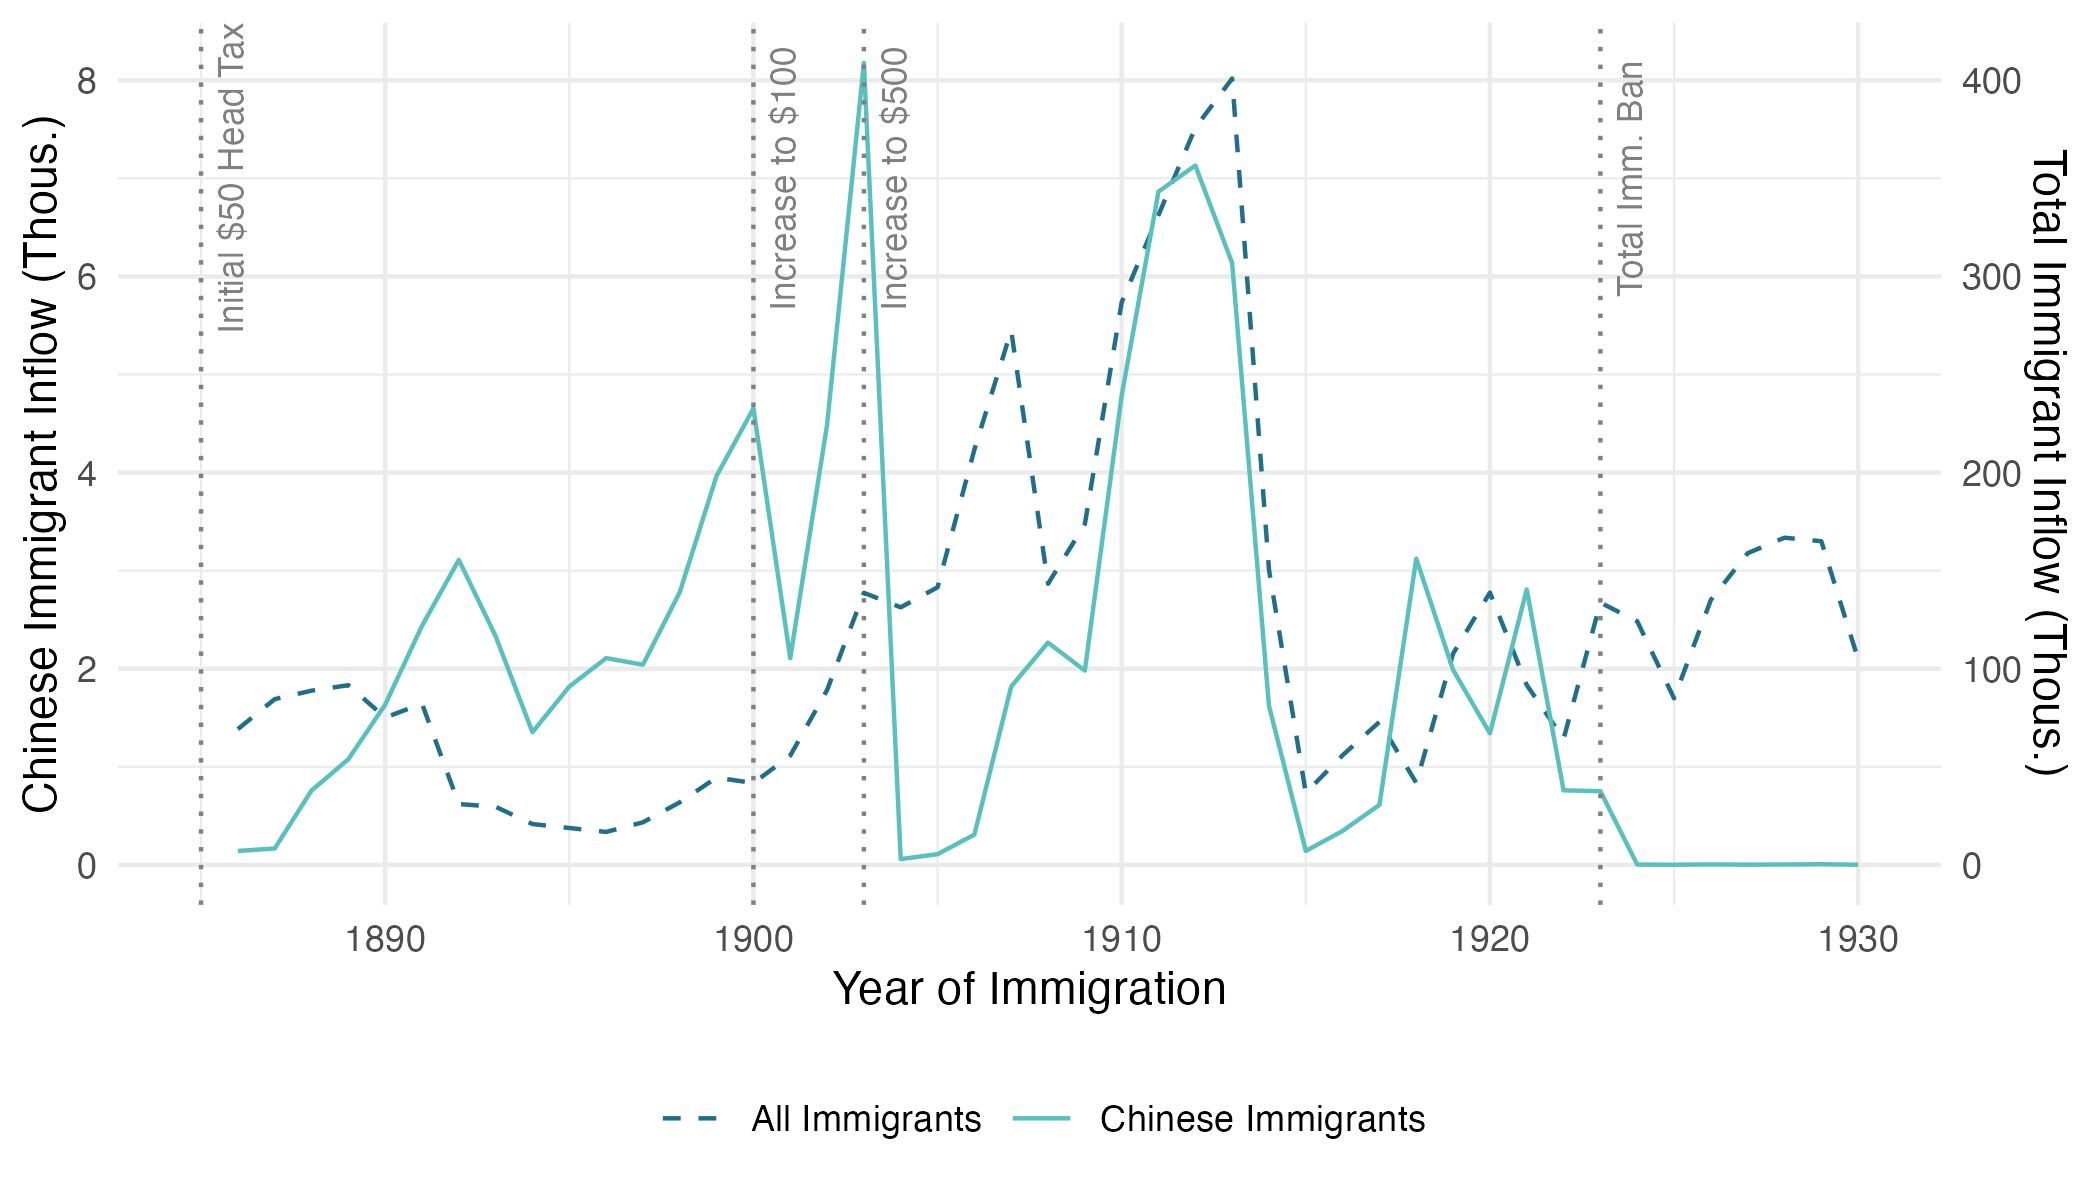 Chinese Immigrant Inflow (Thous.)
8
6
4
2
0
Initial $50 Head Tax
Increase to $100
Increase to $500
Total Imm. Ban
400
300
200
100
0
Total Immigrant Inflow (Thous.)
1890 1900 1910 1920 1930
Year of Immigration
All Immigrants Chinese Immigrants